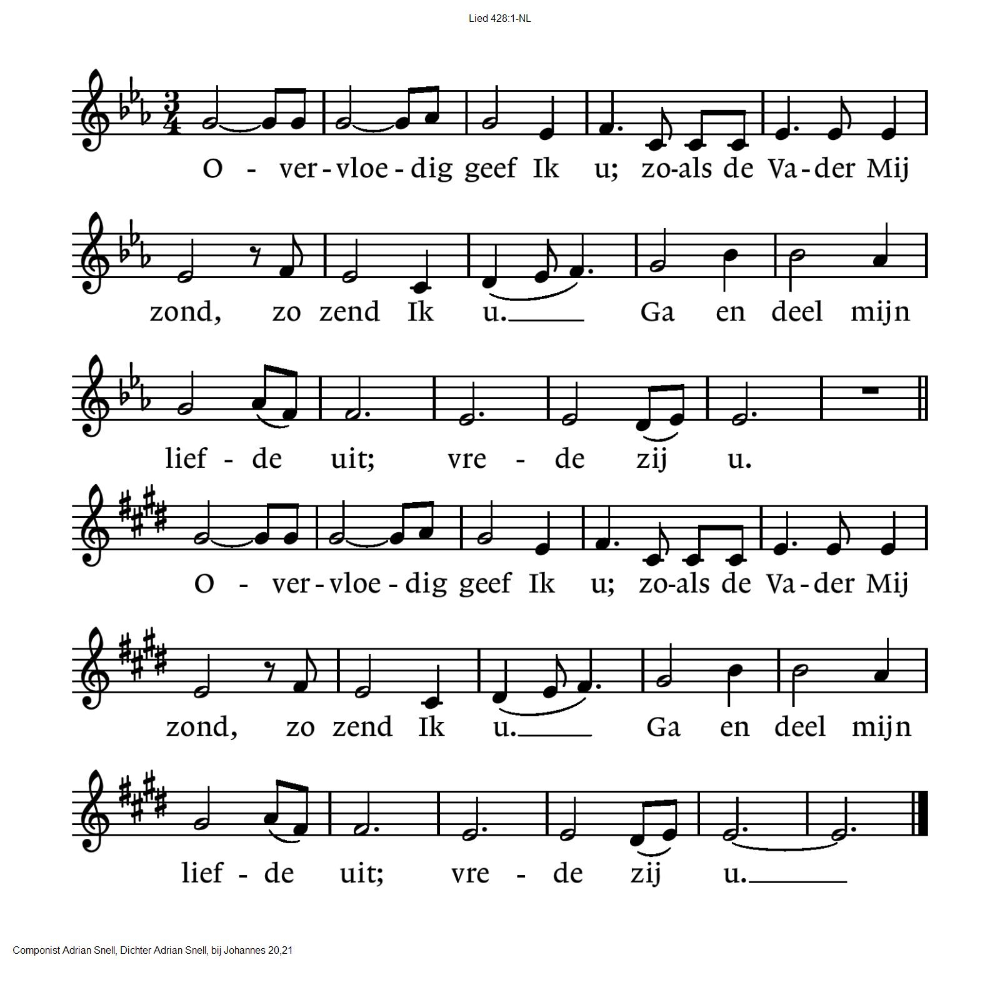 Lied 428:1-NL
O - ver - vloe - dig geef Ik u; zo-als de Va - der Mij
zond, zo zend Ik u.
Ga en deel mijn
lief - de uit; vre - de zij u.
O - ver - vloe - dig geef Ik u; zo-als de Va - der Mij
zond, zo zend Ik u.
Ga en deel mijn
lief - de uit; vre - de zij u.
Componist Adrian Snell, Dichter Adrian Snell, bij Johannes 20,21